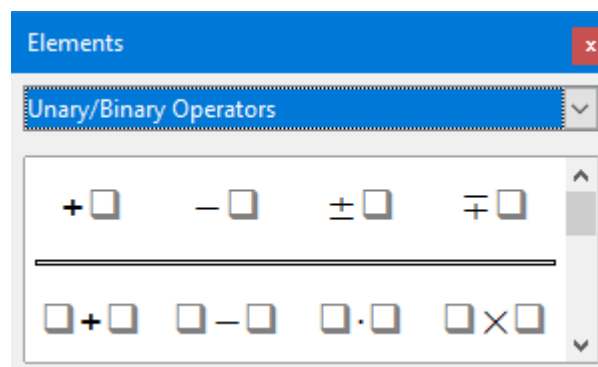 Elements
x
Unary/Binary Operators
+□ −□ ±□ ∓□
□+□ □−□ □·□ □×□